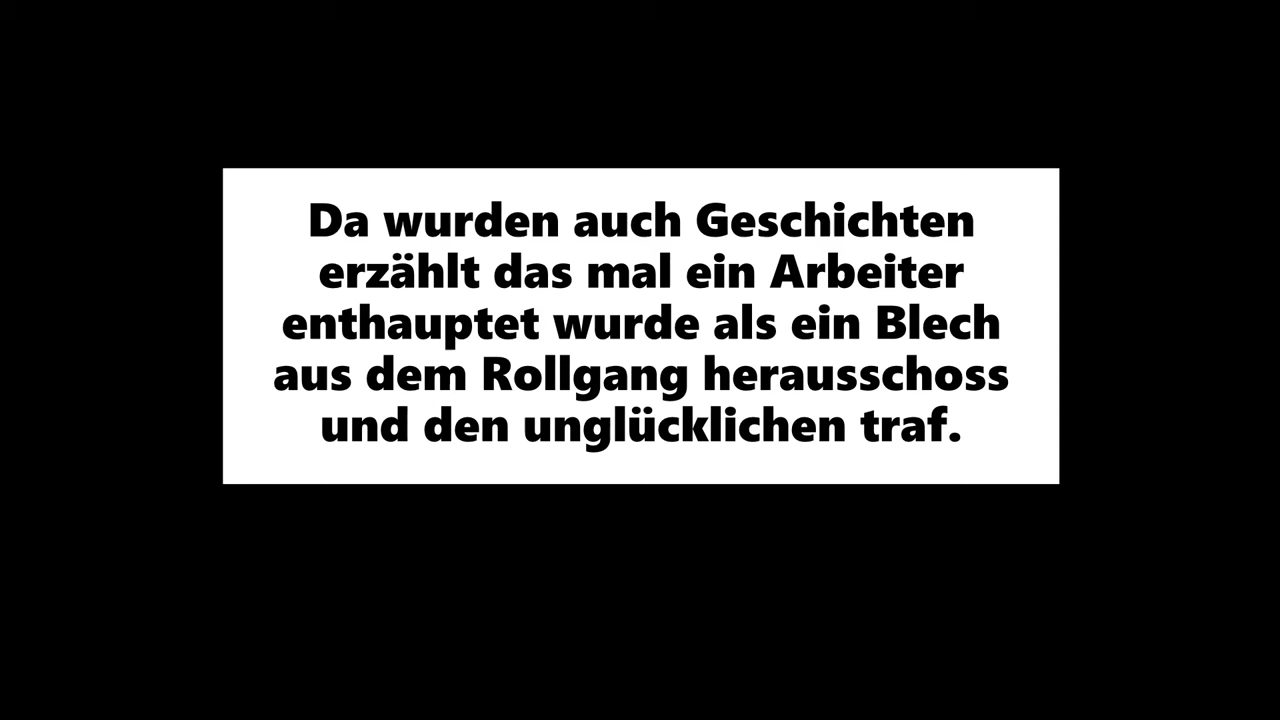 Da wurden auch Geschichten
erzählt das mal ein Arbeiter
enthauptet wurde als ein Blech
aus dem Rollgang herausschoss
und den unglücklichen traf.